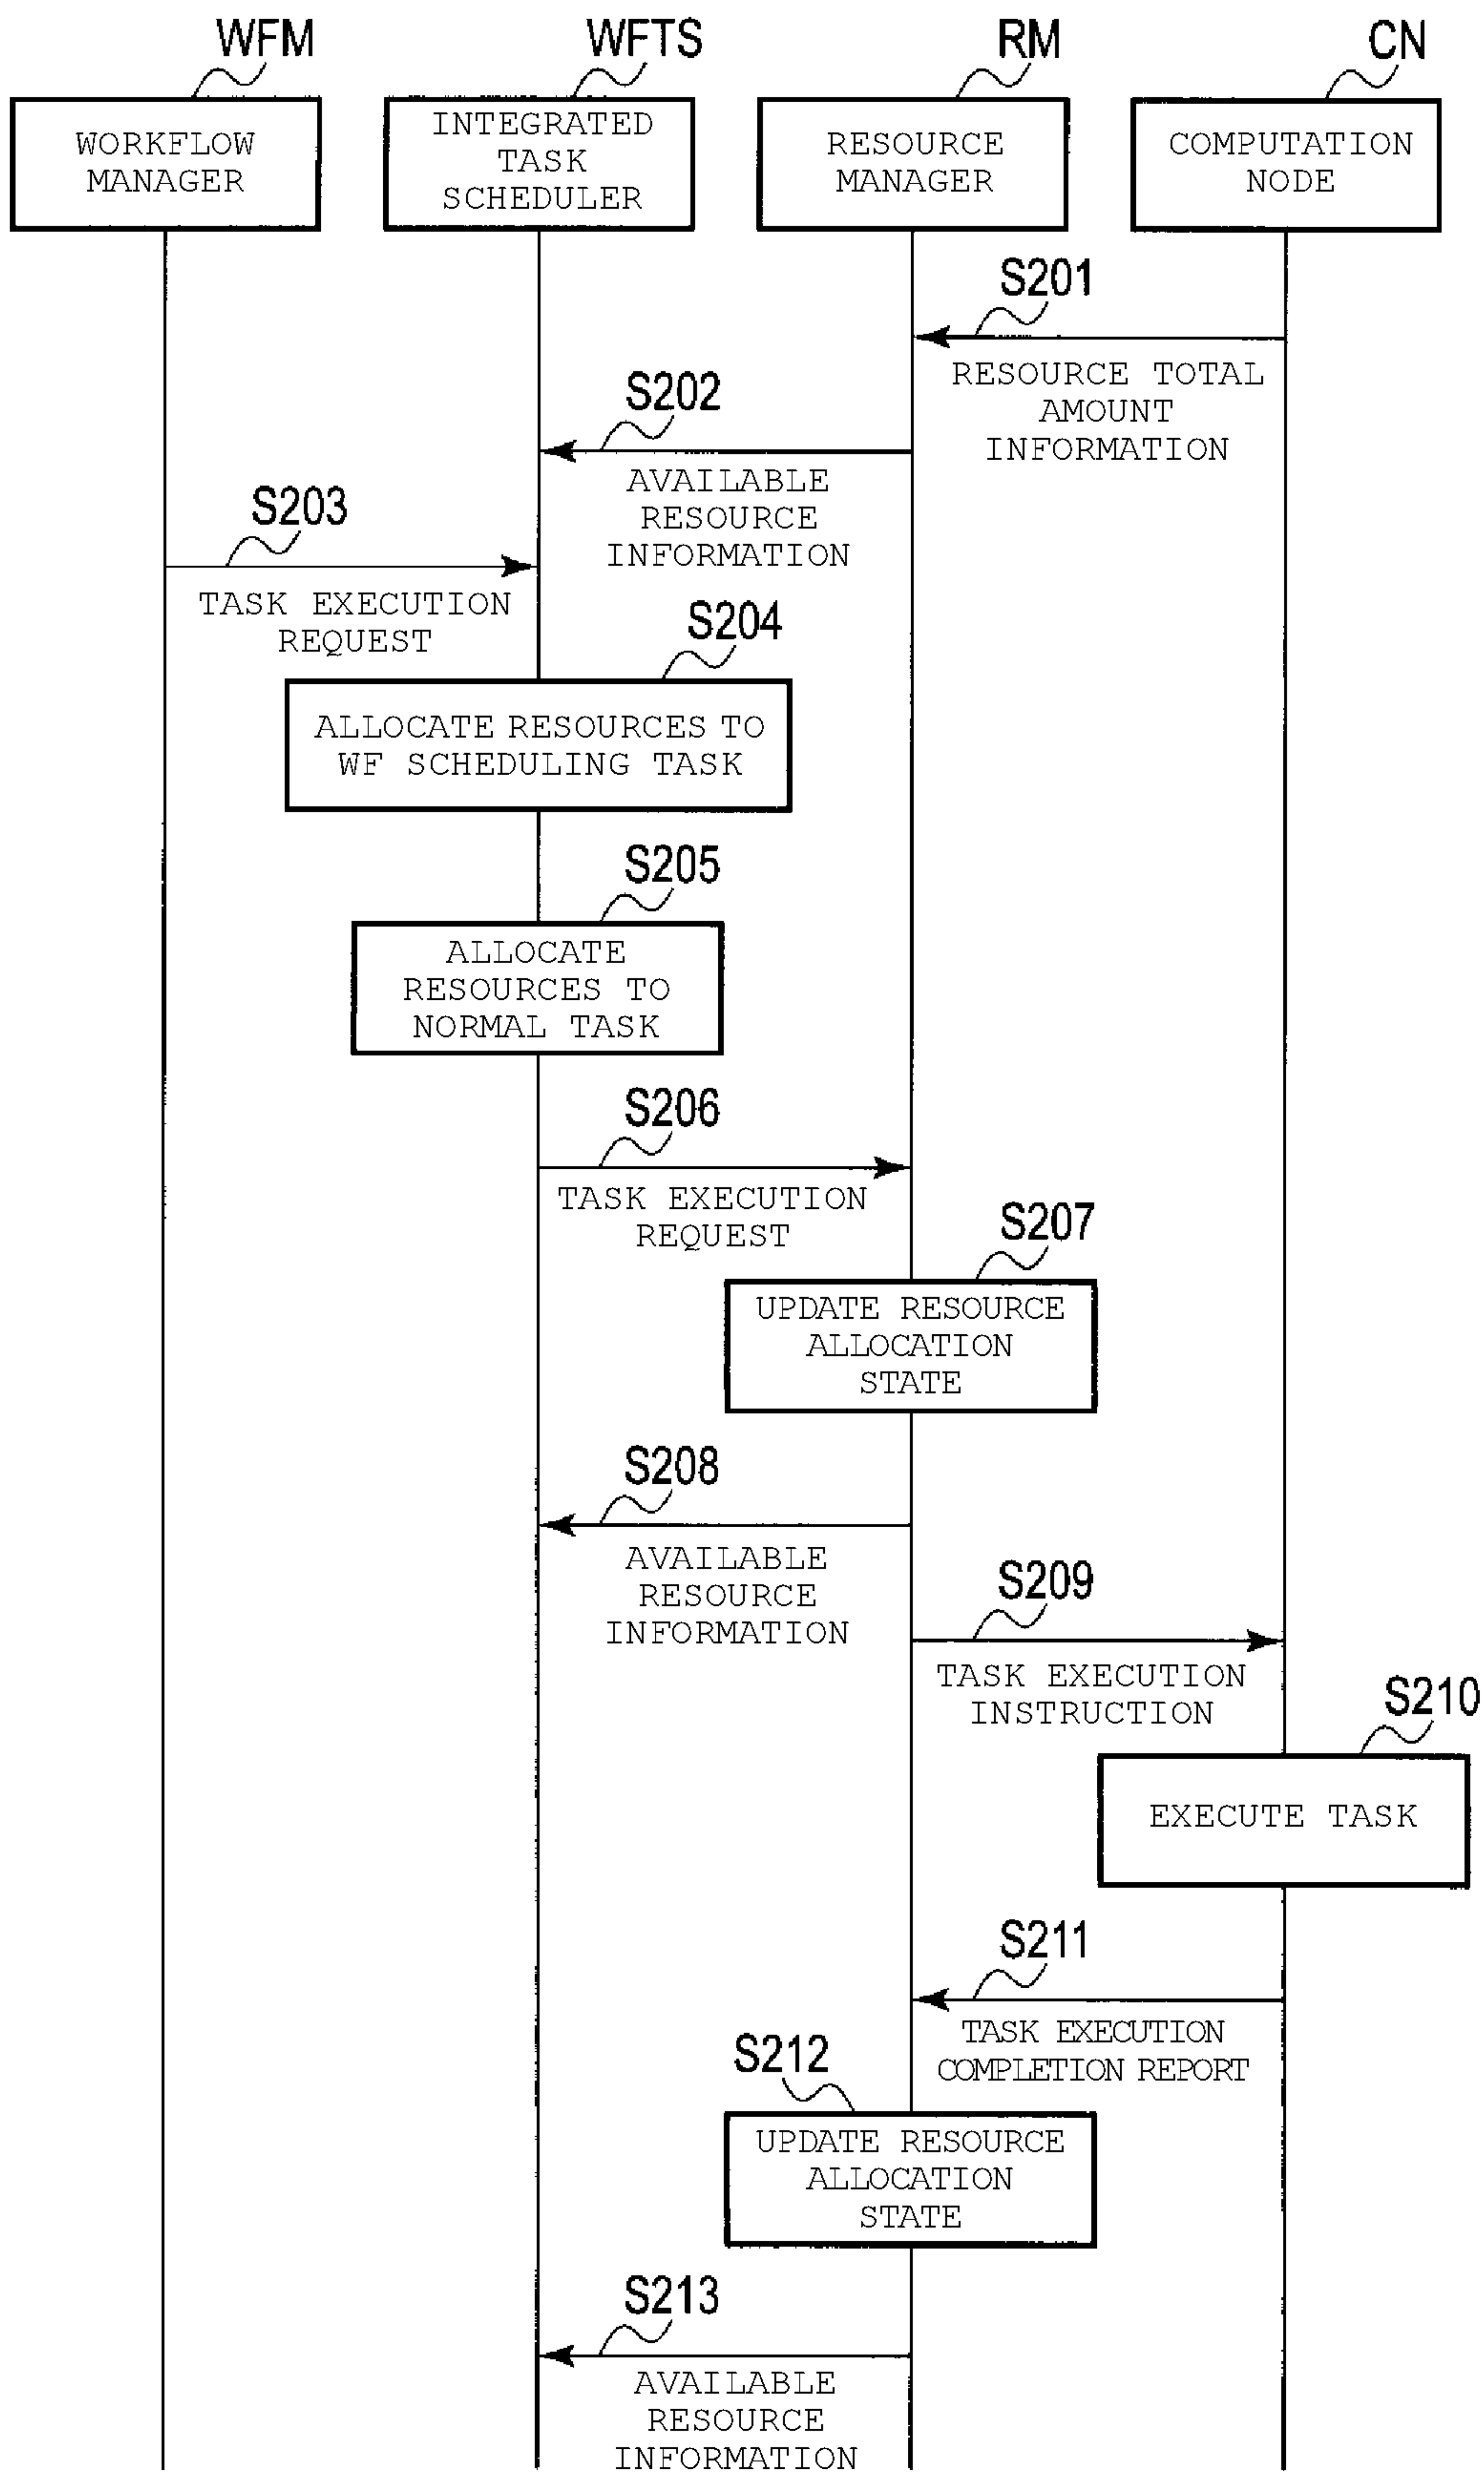 WFM
WFTS
RM
CN
WORKFLOW
MANAGER
INTEGRATED
TASK
SCHEDULER
RESOURCE
MANAGER
COMPUTATION
NODE
S201
RESOURCE TOTAL
AMOUNT
INFORMATION
S202
AVAILABLE
RESOURCE
INFORMATION
S203
TASK EXECUTION
REQUEST
S204
ALLOCATE RESOURCES TO
WF SCHEDULING TASK
S205
ALLOCATE
RESOURCES TO
NORMAL TASK
S206
TASK EXECUTION
REQUEST
S207
UPDATE RESOURCE
ALLOCATION
STATE
S208
AVAILABLE
RESOURCE
INFORMATION
S209
TASK EXECUTION
INSTRUCTION
S210
EXECUTE TASK
S211
TASK EXECUTION
COMPLETION REPORT
S212
UPDATE RESOURCE
ALLOCATION
STATE
S213
AVAILABLE
RESOURCE
INFORMATION